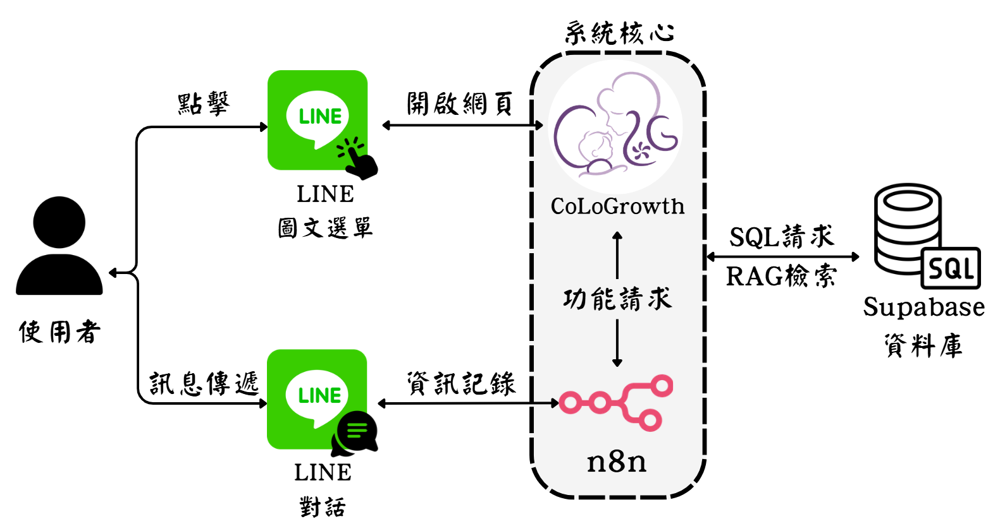 系統核心
點擊
LINE
開啟網頁
LINE
圖文選單
CoLoGrowth
使用者
功能請求
SQL請求
RAG檢索
SQL
Supabase
資料庫
訊息傳遞
LINE
資訊記錄
LINE
對話
n8n